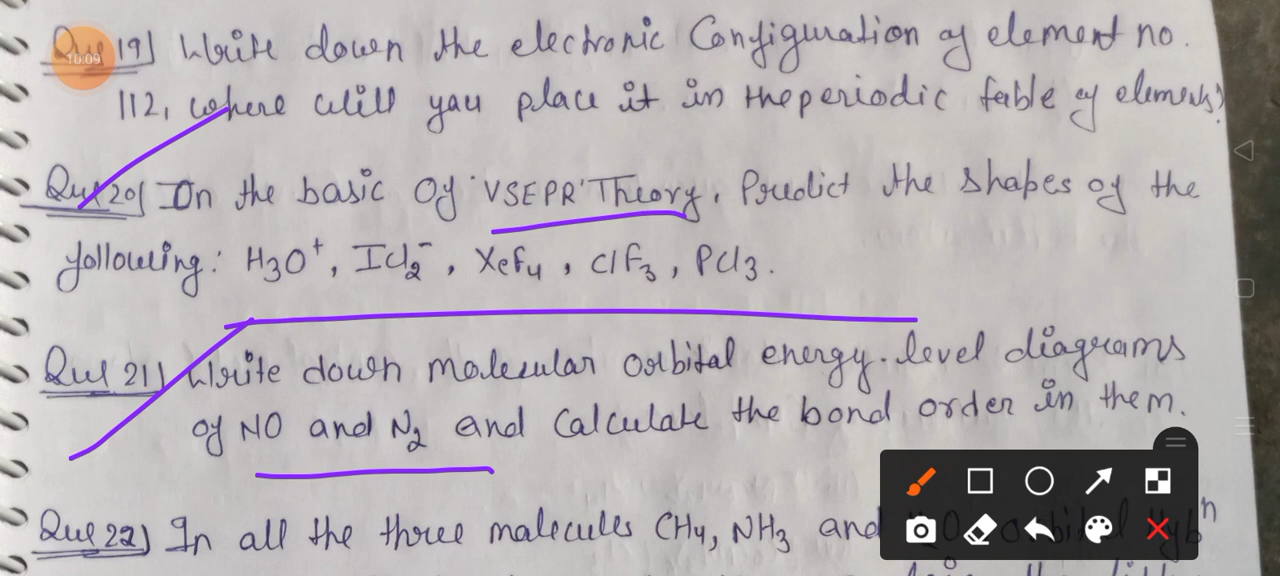 Que 19] Write down the electronic Configuration of element no.
112, where will you place it in the periodic table of elements?
Que 20] On the basic Of 'VSEPR' Theory. Predict the shapes of the
following: H3O+, ICl2-, XeF4, ClF3, PCl3.
Que 21] Write down molecular orbital energy-level diagrams
of NO and N2 and Calculate the bond order in them.
Que 22] In all the three molecules CH4, NH3 and
10:09